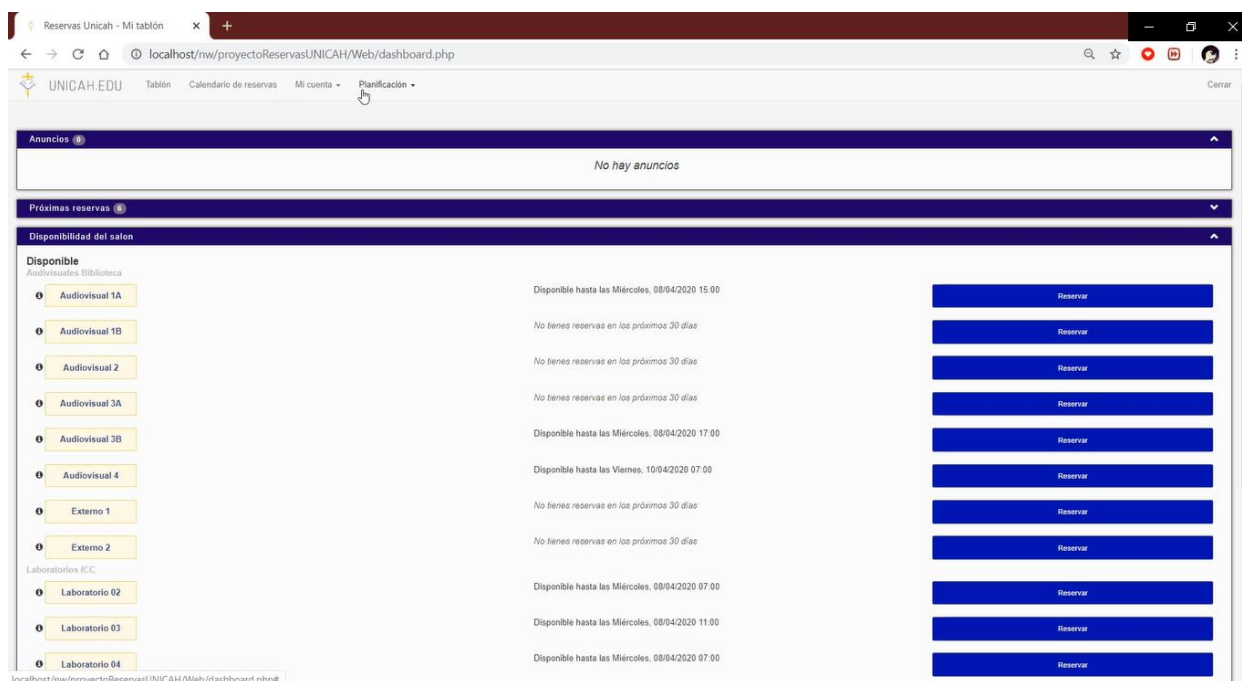 Reservas Unicah - Mi tablón
localhost/nw/proyectoReservasUNICAH/Web/dashboard.php
UNICAH.EDU Tablón Calendario de reservas Mi cuenta Planificación Cerrar
Anuncios 0
No hay anuncios
Próximas reservas 6
Disponibilidad del salon
Disponible
Audivisuales Biblioteca
Audiovisual 1A Disponible hasta las Miércoles, 08/04/2020 15:00 Reservar
Audiovisual 1B No tienes reservas en los próximos 30 días Reservar
Audiovisual 2 No tienes reservas en los próximos 30 días Reservar
Audiovisual 3A No tienes reservas en los próximos 30 días Reservar
Audiovisual 3B Disponible hasta las Miércoles, 08/04/2020 17:00 Reservar
Audiovisual 4 Disponible hasta las Viernes, 10/04/2020 07:00 Reservar
Externo 1 No tienes reservas en los próximos 30 días Reservar
Externo 2 No tienes reservas en los próximos 30 días Reservar
Laboratorios ICC
Laboratorio 02 Disponible hasta las Miércoles, 08/04/2020 07:00 Reservar
Laboratorio 03 Disponible hasta las Miércoles, 08/04/2020 11:00 Reservar
Laboratorio 04 Disponible hasta las Miércoles, 08/04/2020 07:00 Reservar
localhost/nw/proyectoReservasUNICAH/Web/dashboard.php#